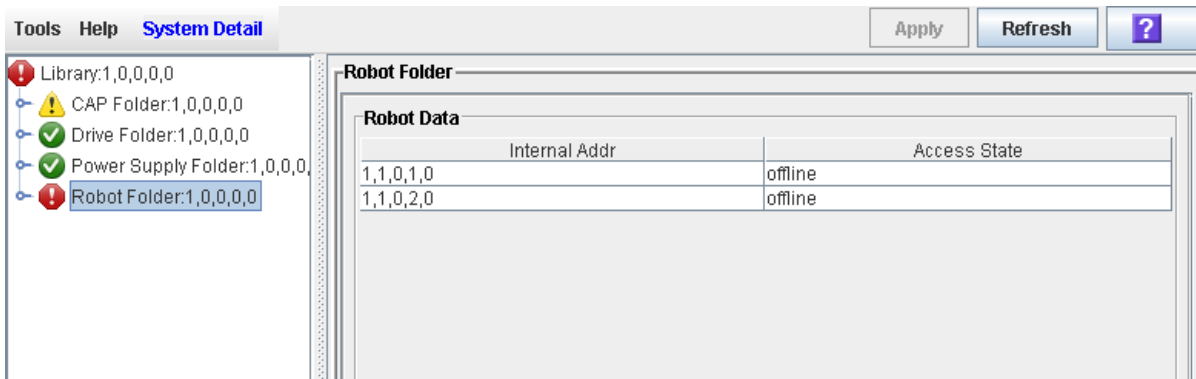 Tools Help System Detail Apply Refresh ?
Library:1,0,0,0,0
CAP Folder:1,0,0,0,0
Drive Folder:1,0,0,0,0
Power Supply Folder:1,0,0,0,
Robot Folder:1,0,0,0,0
Robot Folder
Robot Data
Internal Addr Access State
1,1,0,1,0 offline
1,1,0,2,0 offline